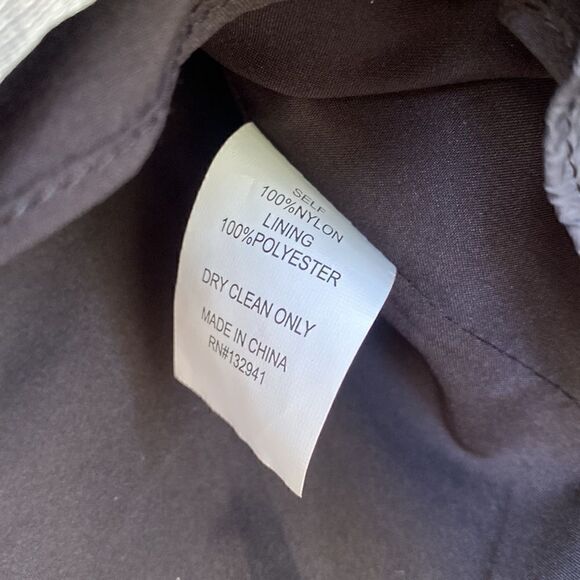 SELF
100%NYLON
LINING
100%POLYESTER
DRY CLEAN ONLY
MADE IN CHINA
RN#132941